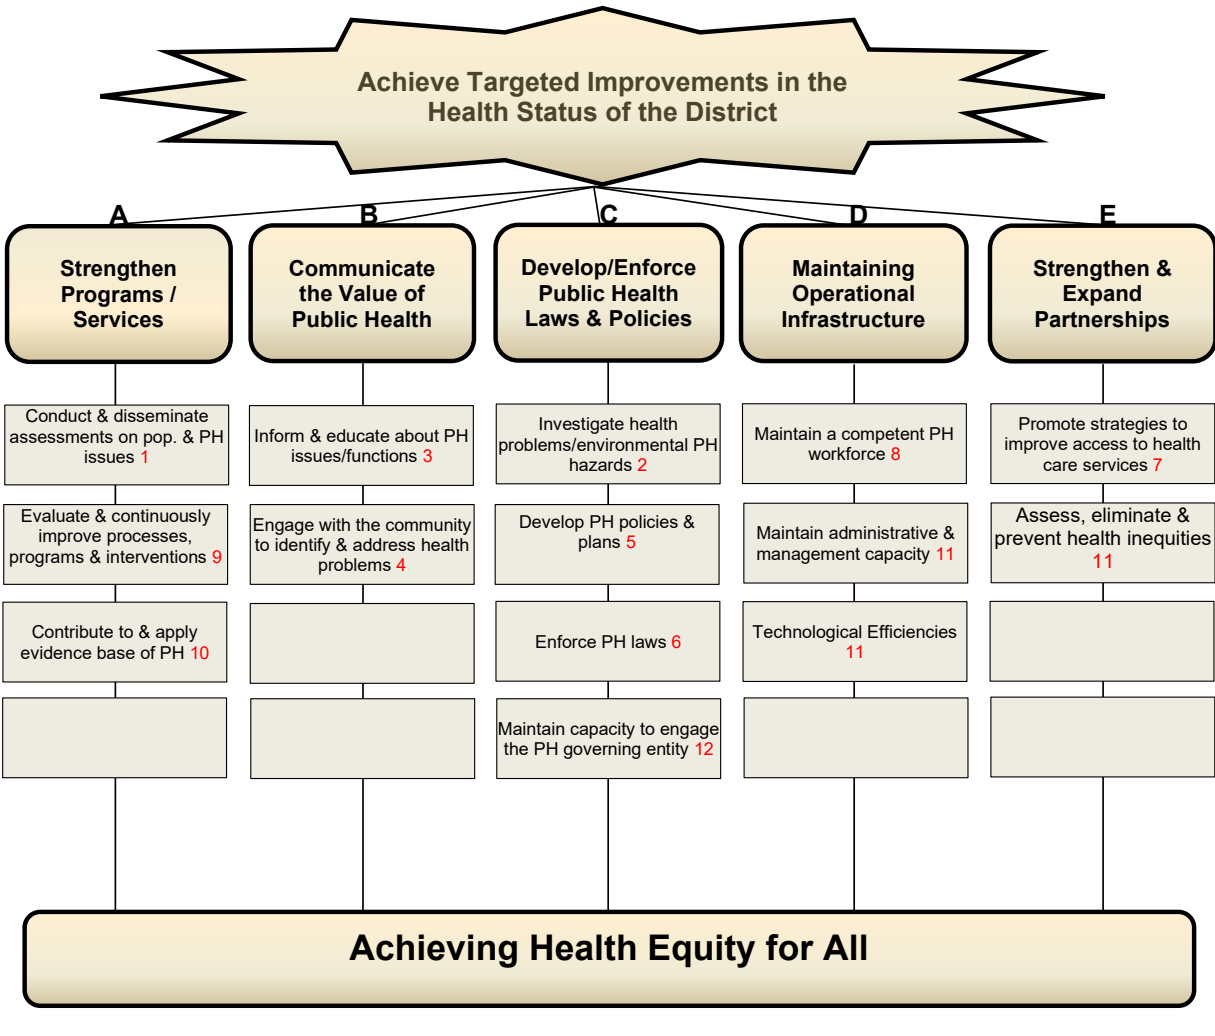 Achieve Targeted Improvements in the
Health Status of the District
A
Strengthen
Programs /
Services
Conduct & disseminate
assessments on pop. & PH
issues 1
Evaluate & continuously
improve processes,
programs & interventions 9
Contribute to & apply
evidence base of PH 10
B
Communicate
the Value of
Public Health
Inform & educate about PH
issues/functions 3
Engage with the community
to identify & address health
problems 4
C
Develop/Enforce
Public Health
Laws & Policies
Investigate health
problems/environmental PH
hazards 2
Develop PH policies &
plans 5
Enforce PH laws 6
Maintain capacity to engage
the PH governing entity 12
D
Maintaining
Operational
Infrastructure
Maintain a competent PH
workforce 8
Maintain administrative &
management capacity 11
Technological Efficiencies
11
E
Strengthen &
Expand
Partnerships
Promote strategies to
improve access to health
care services 7
Assess, eliminate &
prevent health inequities
11
Achieving Health Equity for All